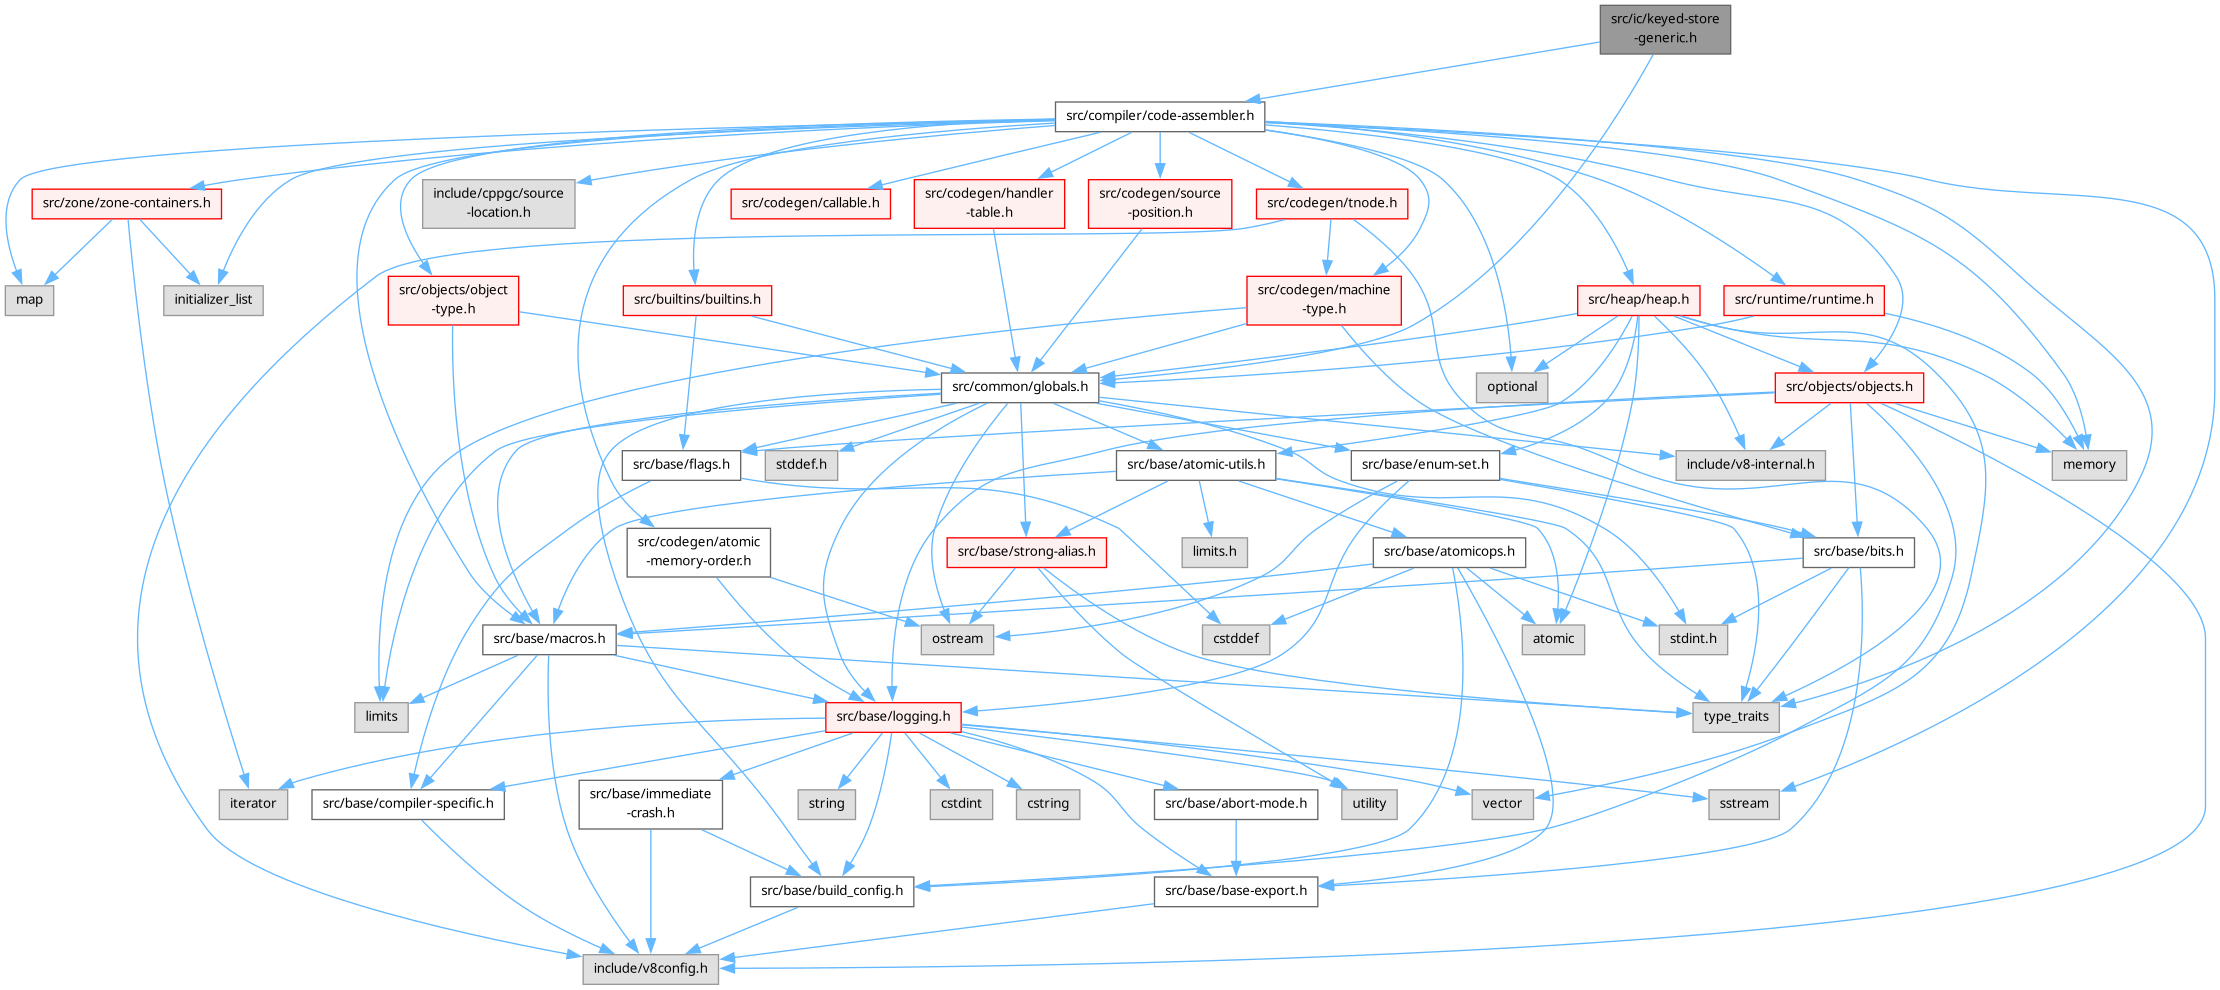 src/ic/keyed-store
-generic.h
src/compiler/code-assembler.h
src/zone/zone-containers.h
include/cppgc/source
-location.h
src/codegen/callable.h
src/codegen/handler
-table.h
src/codegen/source
-position.h
src/codegen/tnode.h
map
initializer_list
src/objects/object
-type.h
src/builtins/builtins.h
src/codegen/machine
-type.h
src/heap/heap.h
src/runtime/runtime.h
src/common/globals.h
optional
src/objects/objects.h
src/base/flags.h
stddef.h
src/base/atomic-utils.h
src/base/enum-set.h
include/v8-internal.h
memory
src/codegen/atomic
-memory-order.h
src/base/strong-alias.h
limits.h
src/base/atomicops.h
src/base/bits.h
src/base/macros.h
ostream
cstddef
atomic
stdint.h
limits
src/base/logging.h
type_traits
iterator
src/base/compiler-specific.h
src/base/immediate
-crash.h
string
cstdint
cstring
src/base/abort-mode.h
utility
vector
sstream
src/base/build_config.h
src/base/base-export.h
include/v8config.h